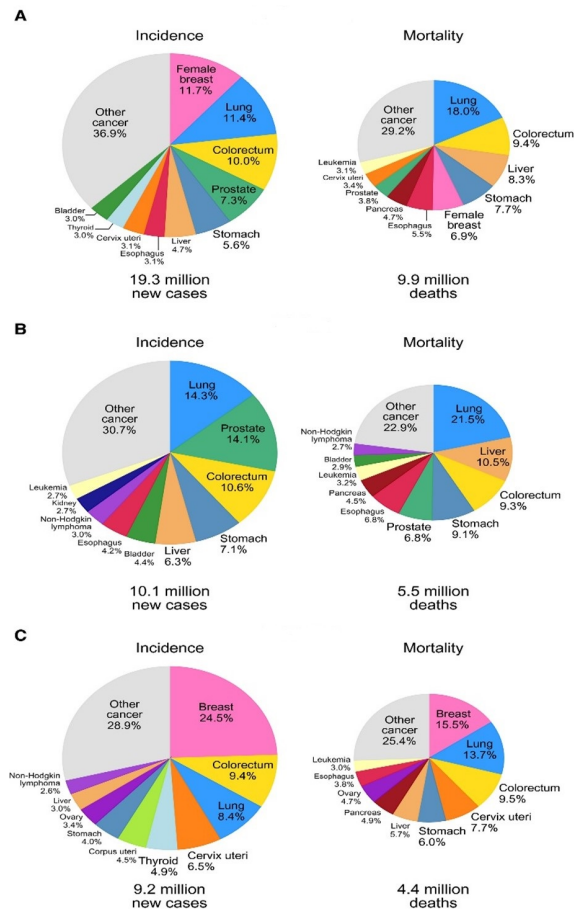 A
Incidence
Female
breast
11.7%
Lung
11.4%
Colorectum
10.0%
Prostate
7.3%
Stomach
5.6%
Liver
4.7%
Esophagus
3.1%
Cervix uteri
3.1%
Thyroid
3.0%
Bladder
3.0%
Other
cancer
36.9%
19.3 million
new cases
Mortality
Lung
18.0%
Colorectum
9.4%
Liver
8.3%
Stomach
7.7%
Female
breast
6.9%
Esophagus
5.5%
Pancreas
4.7%
Prostate
3.8%
Cervix uteri
3.4%
Leukemia
3.1%
Other
cancer
29.2%
9.9 million
deaths
B
Incidence
Lung
14.3%
Prostate
14.1%
Colorectum
10.6%
Stomach
7.1%
Liver
6.3%
Bladder
4.4%
Esophagus
4.2%
Non-Hodgkin
lymphoma
3.0%
Kidney
2.7%
Leukemia
2.7%
Other
cancer
30.7%
10.1 million
new cases
Mortality
Lung
21.5%
Liver
10.5%
Colorectum
9.3%
Stomach
9.1%
Prostate
6.8%
Esophagus
6.8%
Pancreas
4.5%
Leukemia
3.2%
Bladder
2.9%
Non-Hodgkin
lymphoma
2.7%
Other
cancer
22.9%
5.5 million
deaths
C
Incidence
Breast
24.5%
Colorectum
9.4%
Lung
8.4%
Cervix uteri
6.5%
Thyroid
4.9%
Corpus uteri
4.5%
Stomach
4.0%
Ovary
3.4%
Liver
3.0%
Non-Hodgkin
lymphoma
2.6%
Other
cancer
28.9%
9.2 million
new cases
Mortality
Breast
15.5%
Lung
13.7%
Colorectum
9.5%
Cervix uteri
7.7%
Stomach
6.0%
Liver
5.7%
Pancreas
4.9%
Ovary
4.7%
Esophagus
3.8%
Leukemia
3.0%
Other
cancer
25.4%
4.4 million
deaths